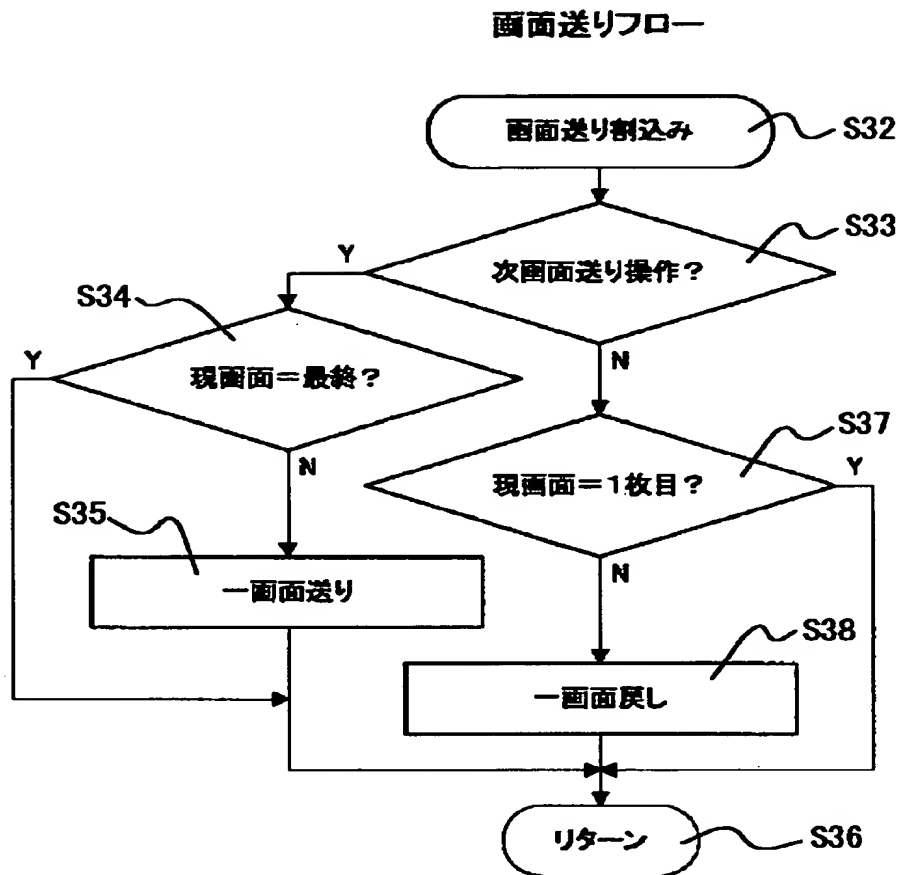 画面送りフロー
画面送り割込み
S32
S33
Y
次画面送り操作？
S34
Y
N
現画面＝最終？
S37
N
現画面＝1枚目？
Y
S35
一画面送り
N
S38
一画面戻し
リターン
S36